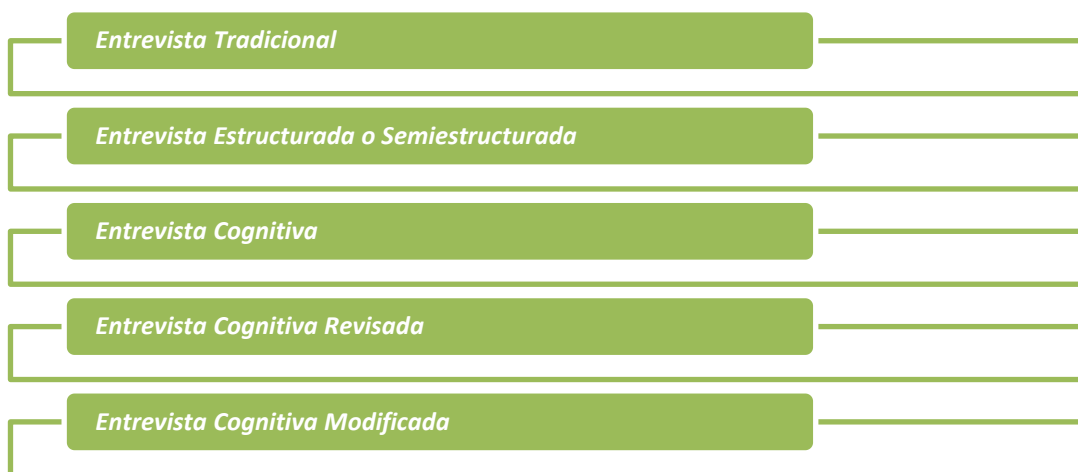 Entrevista Tradicional
Entrevista Estructurada o Semiestructurada
Entrevista Cognitiva
Entrevista Cognitiva Revisada
Entrevista Cognitiva Modificada